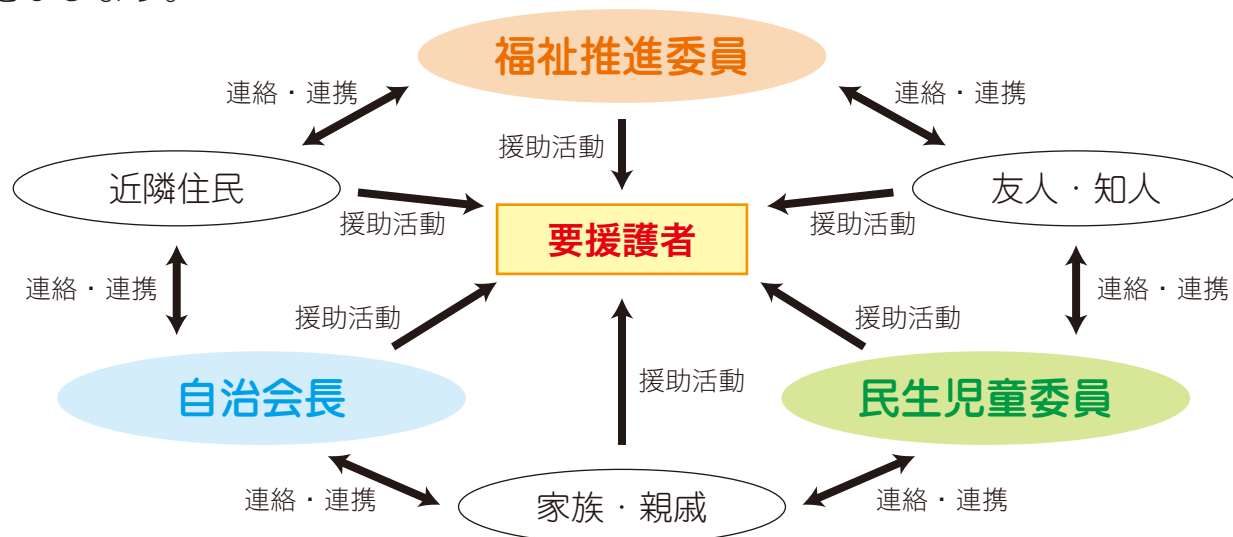 福祉推進委員
連絡・連携
連絡・連携
援助活動
近隣住民
友人・知人
援助活動
要援護者
援助活動
連絡・連携
連絡・連携
援助活動
援助活動
自治会長
援助活動
民生児童委員
連絡・連携
家族・親戚
連絡・連携